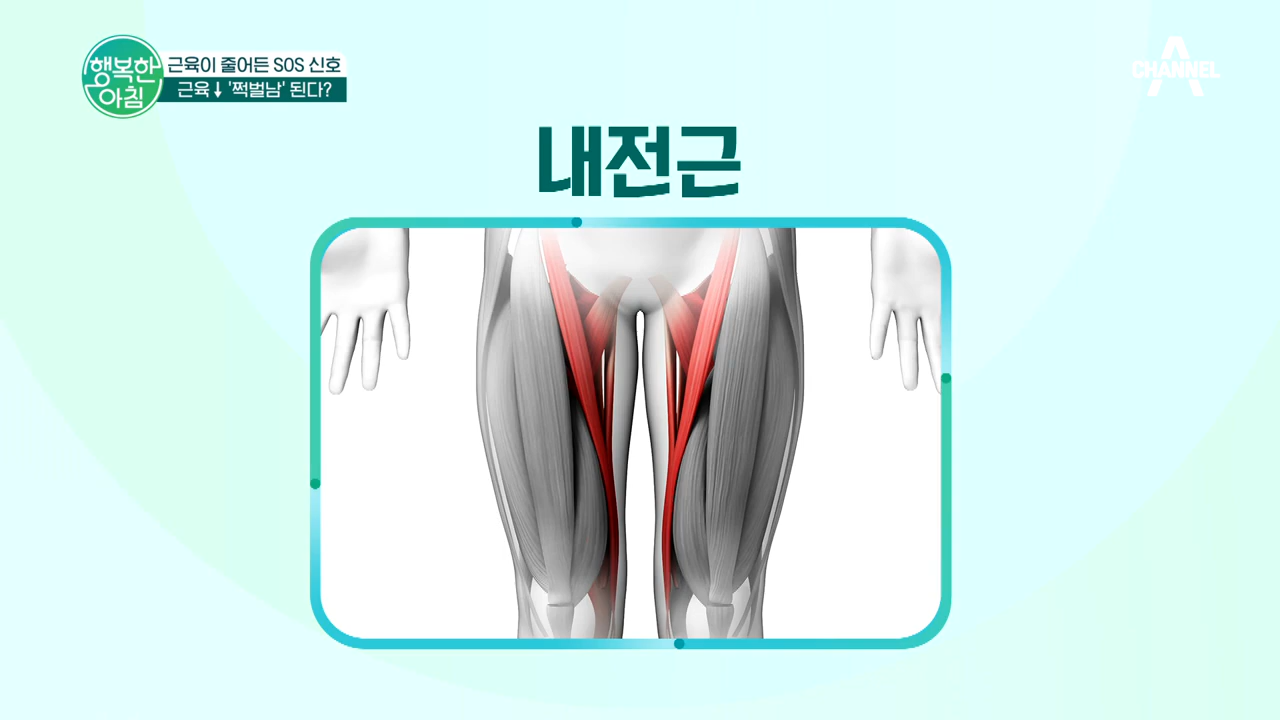 행복한
아침
근육이 줄어든 SOS 신호
근육↓ '쩍벌남' 된다?
CHANNEL A
내전근